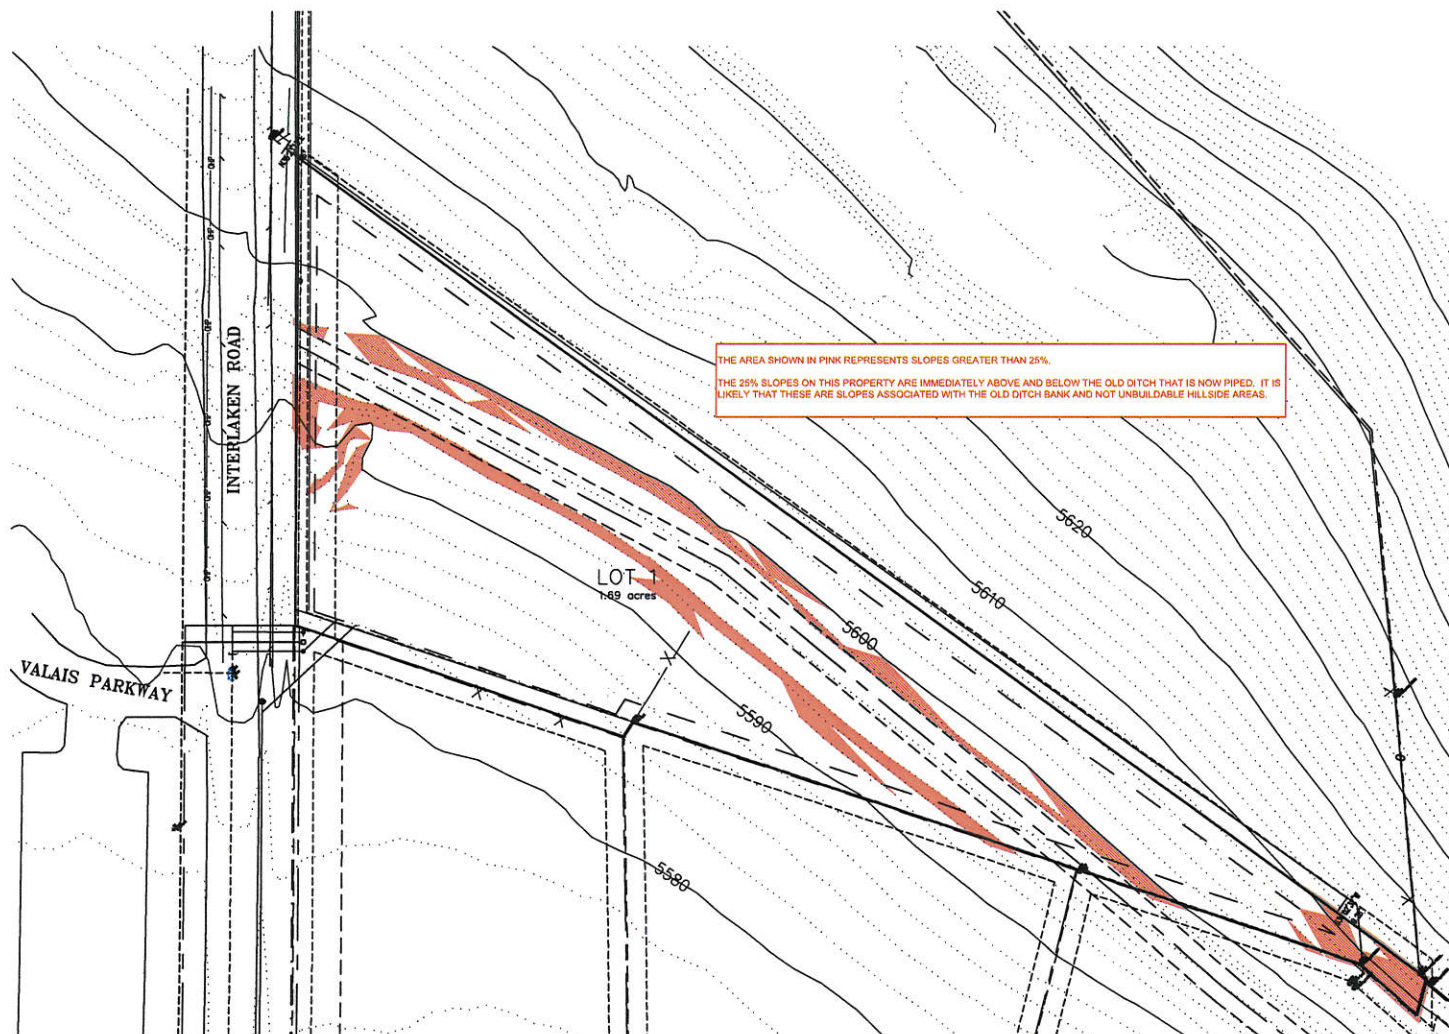 THE AREA SHOWN IN PINK REPRESENTS SLOPES GREATER THAN 25%.
THE 25% SLOPES ON THIS PROPERTY ARE IMMEDIATELY ABOVE AND BELOW THE OLD DITCH THAT IS NOW PIPED. IT IS
LIKELY THAT THESE ARE SLOPES ASSOCIATED WITH THE OLD DITCH BANK AND NOT UNBUILDABLE HILLSIDE AREAS.
INTERLAKEN ROAD
5620
LOT 1
1.69 acres
5610
5600
VALAIS PARKWAY
5590
5580